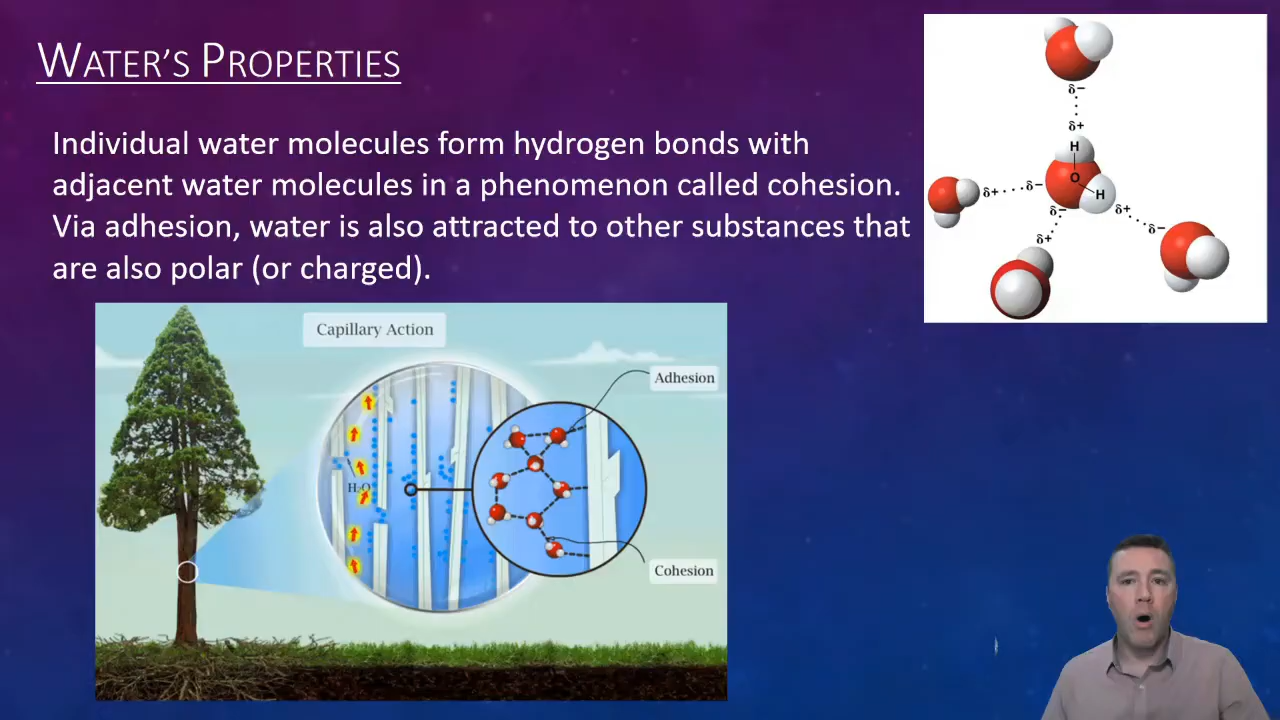 WATER'S PROPERTIES
Individual water molecules form hydrogen bonds with
adjacent water molecules in a phenomenon called cohesion.
Via adhesion, water is also attracted to other substances that
are also polar (or charged).
δ−
δ+
H
O
H
δ+
δ−
δ+
δ−
δ−
δ+
Capillary Action
Adhesion
H₂O
Cohesion